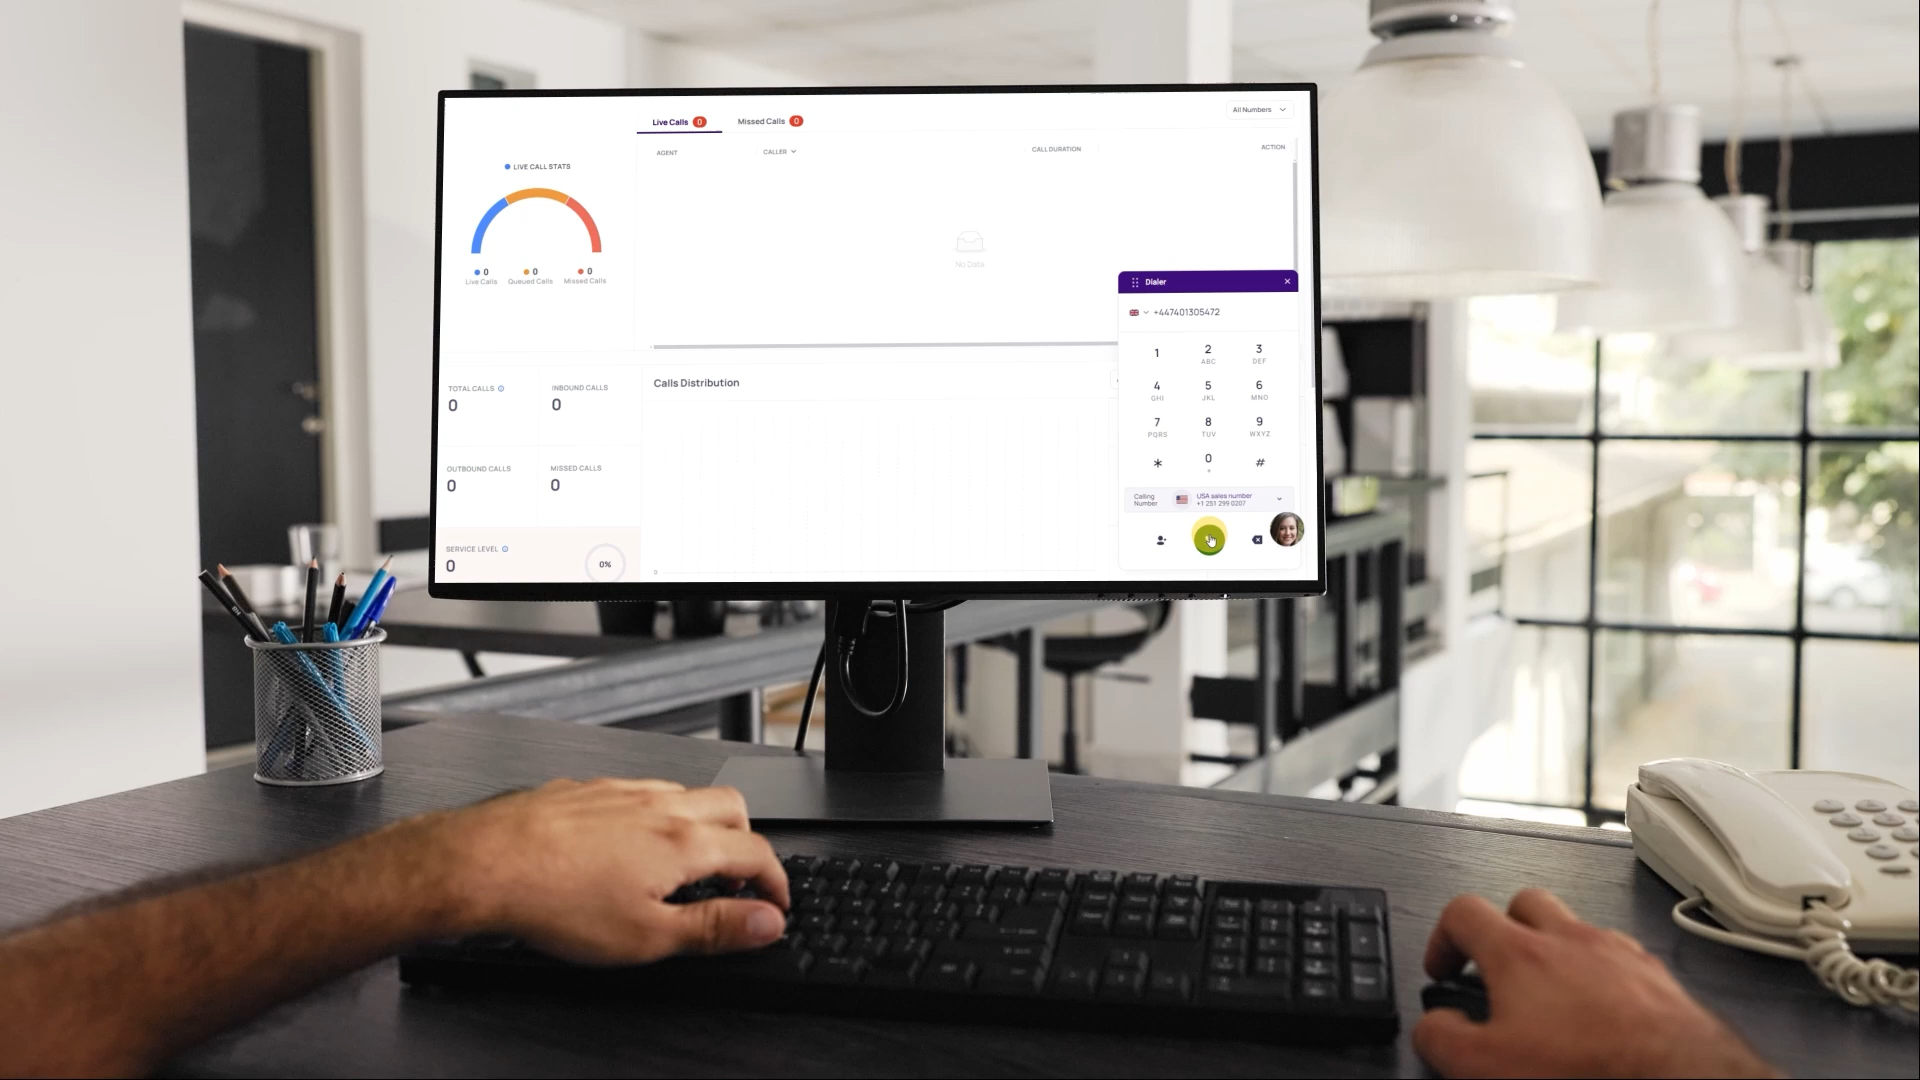 Live Calls 0
Missed Calls 0
All Numbers
AGENT
CALLER
CALL DURATION
ACTION
LIVE CALL STATS
0
Live Calls
0
Queued Calls
0
Missed Calls
No Data
Dialer
+447401305472
1
2
ABC
3
DEF
4
GHI
5
JKL
6
MNO
7
PQRS
8
TUV
9
WXYZ
*
0
+
#
Calling
Number
USA sales number
+1 251 299 0207
TOTAL CALLS
0
INBOUND CALLS
0
OUTBOUND CALLS
0
MISSED CALLS
0
SERVICE LEVEL
0
0%
Calls Distribution
0